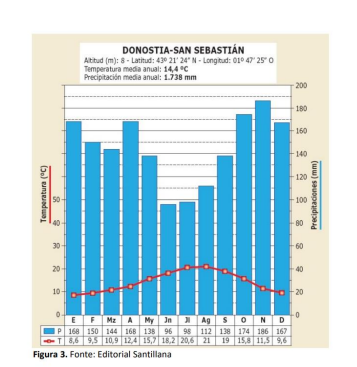 DONOSTIA-SAN SEBASTIÁN
Altitud (m): 8 - Latitud: 43º 21' 24" N - Longitud: 01º 47' 25" O
Temperatura media anual: 14,4 ºC
Precipitación media anual: 1.738 mm
Temperatura (ºC)
50
40
30
20
10
0
200
180
160
140
120
100
80
60
40
20
0
Precipitaciones (mm)
E F Mz A My Jn Jl Ag S O N D
P 168 150 144 168 138 96 98 112 138 174 186 167
T 8,6 9,5 10,9 12,4 15,7 18,2 20,6 21 19 15,8 11,5 9,6
Figura 3. Fonte: Editorial Santillana